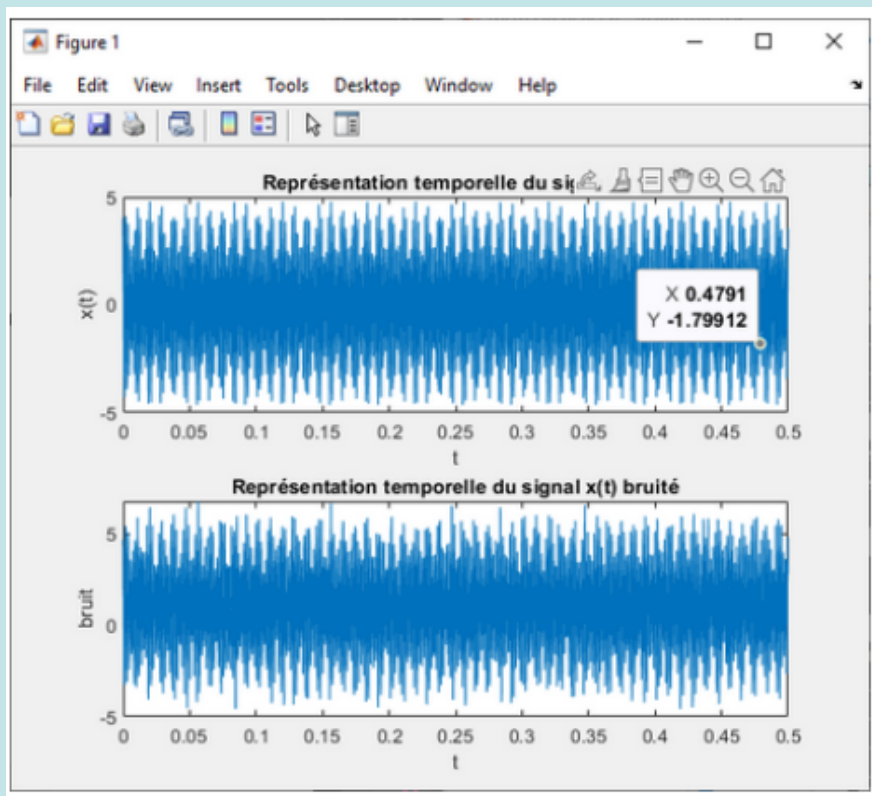 Figure 1
File Edit View Insert Tools Desktop Window Help
Représentation temporelle du
5
0
-5
x(t)
X 0.4791
Y -1.79912
0 0.05 0.1 0.15 0.2 0.25 0.3 0.35 0.4 0.45 0.5
t
Représentation temporelle du signal x(t) bruité
5
0
-5
bruit
0 0.05 0.1 0.15 0.2 0.25 0.3 0.35 0.4 0.45 0.5
t